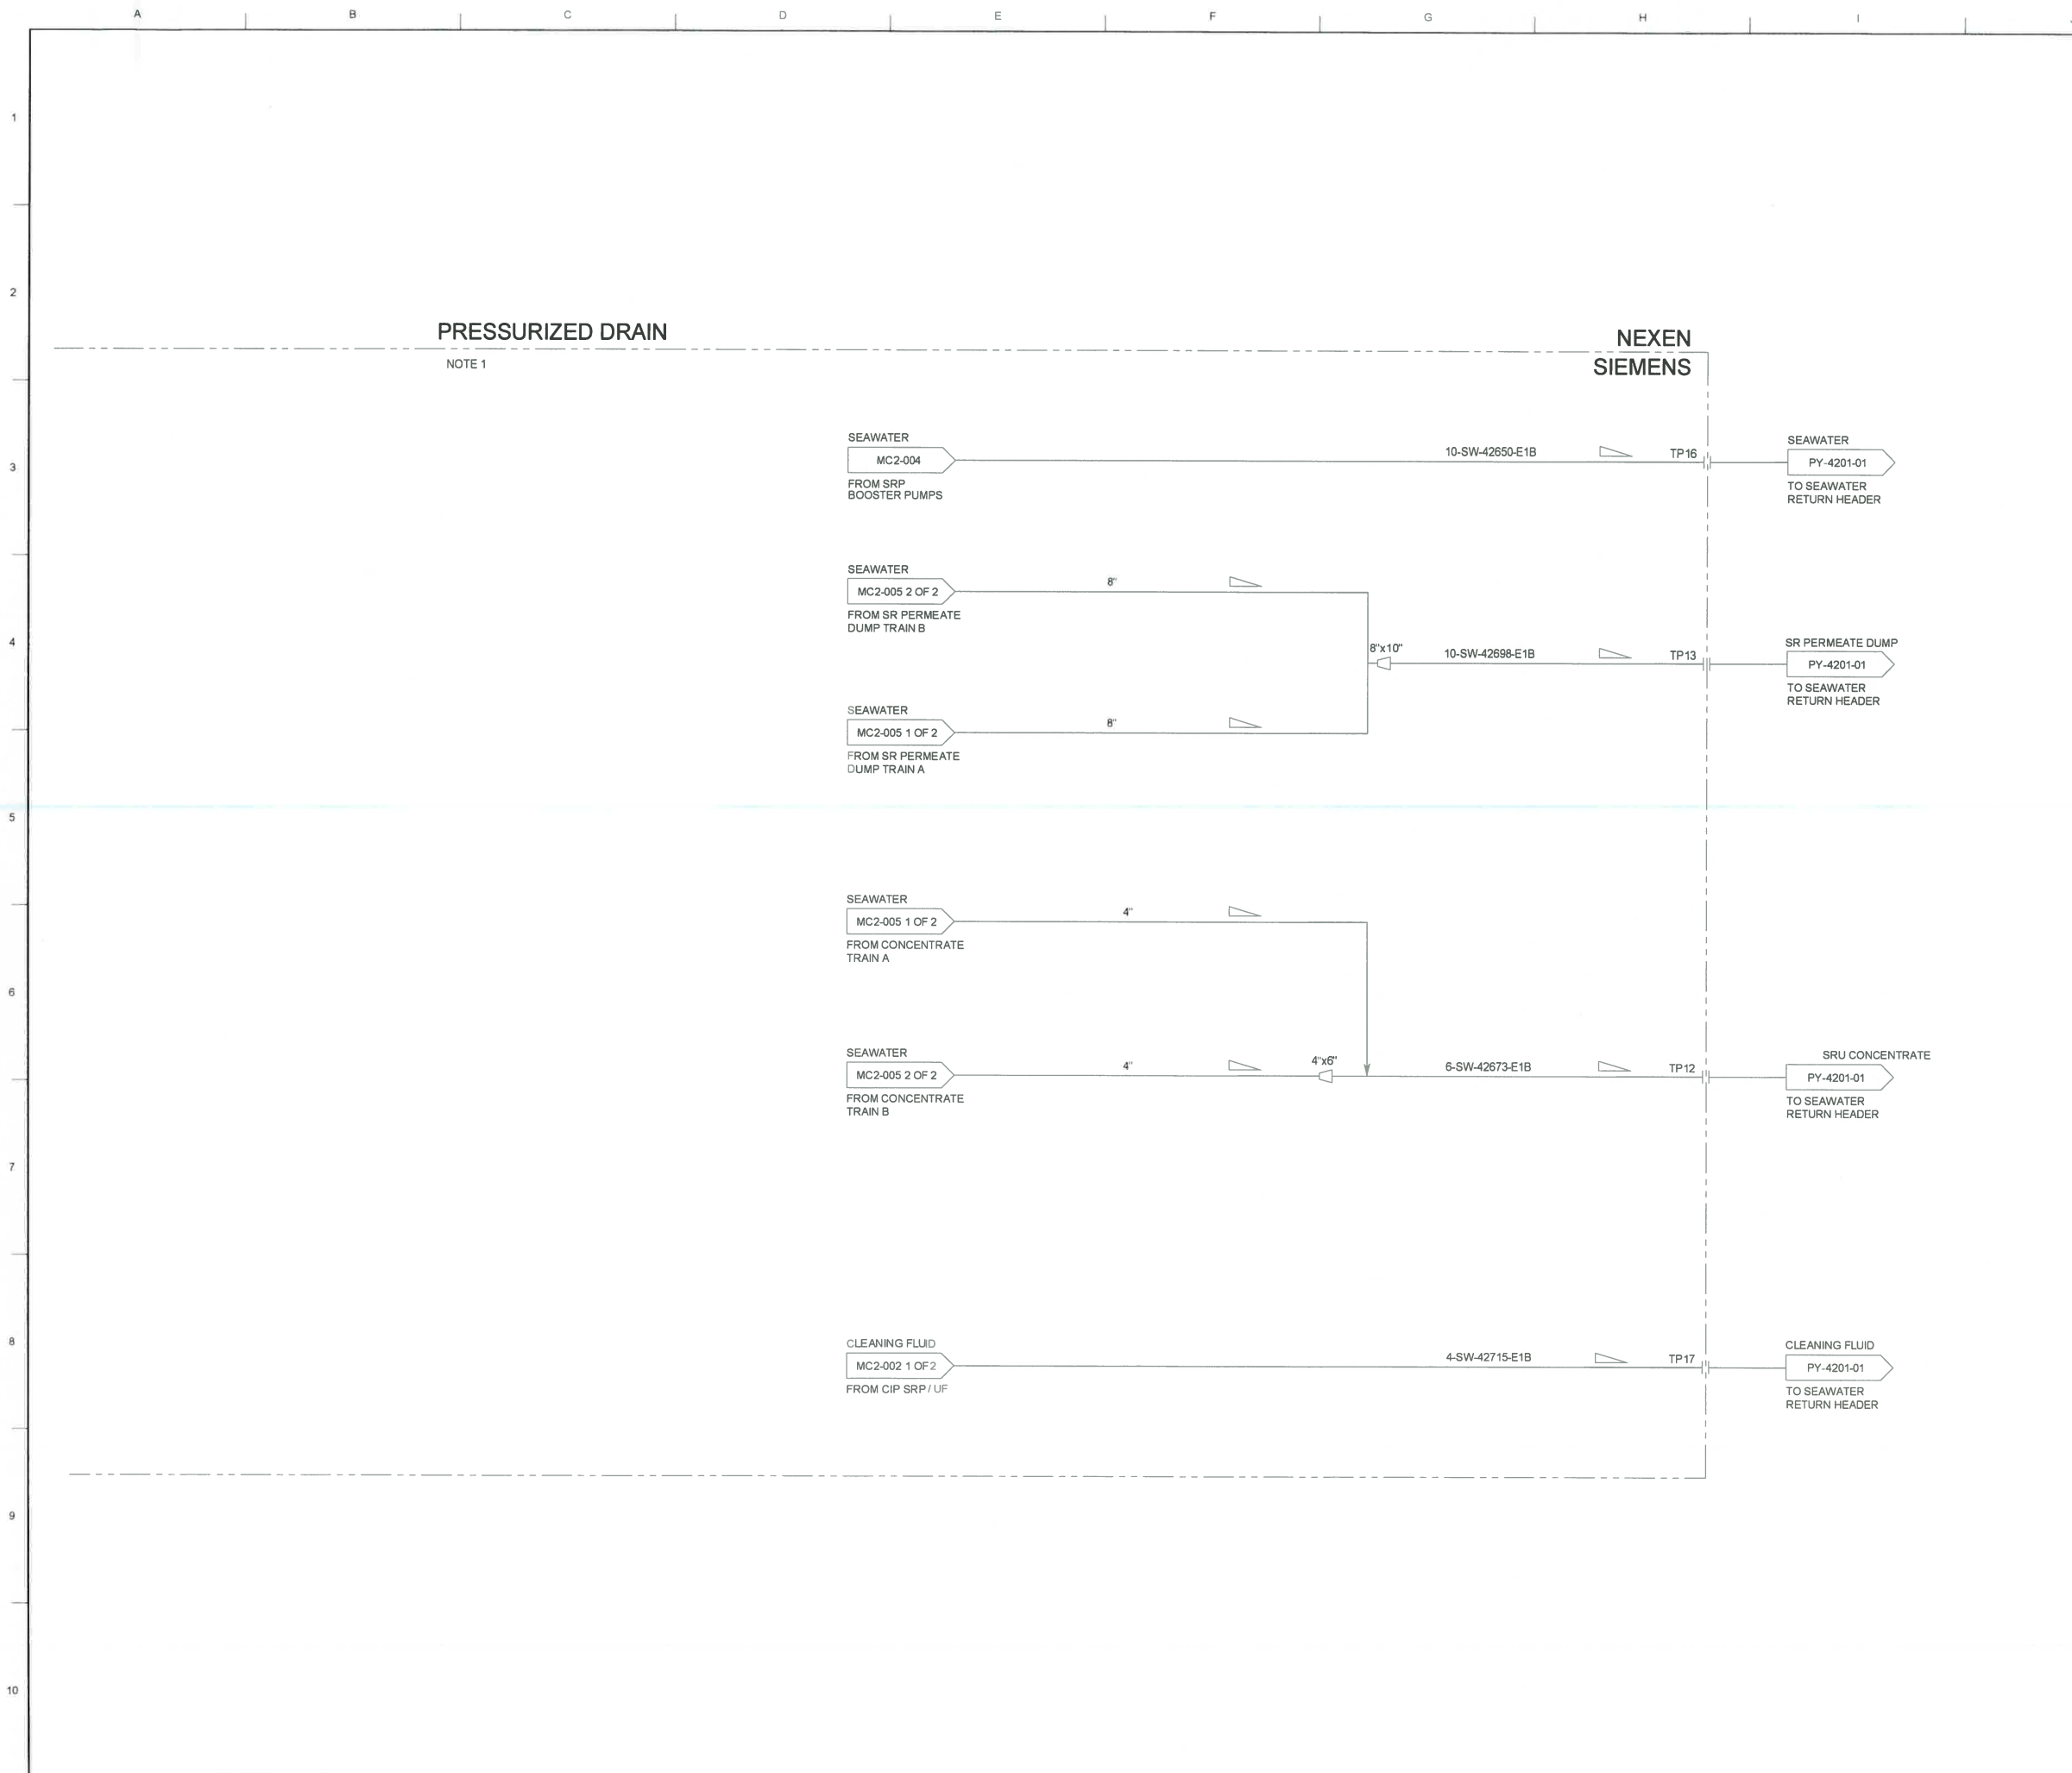 A B C D E F G H I
1
2
PRESSURIZED DRAIN
NOTE 1
NEXEN
SIEMENS
3
SEAWATER
MC2-004
FROM SRP
BOOSTER PUMPS
10-SW-42650-E1B
TP16
SEAWATER
PY-4201-01
TO SEAWATER
RETURN HEADER
SEAWATER
MC2-005 2 OF 2
FROM SR PERMEATE
DUMP TRAIN B
8"
4
8"x10"
10-SW-42698-E1B
TP13
SR PERMEATE DUMP
PY-4201-01
TO SEAWATER
RETURN HEADER
SEAWATER
MC2-005 1 OF 2
FROM SR PERMEATE
DUMP TRAIN A
8"
5
SEAWATER
MC2-005 1 OF 2
FROM CONCENTRATE
TRAIN A
4"
6
SEAWATER
MC2-005 2 OF 2
FROM CONCENTRATE
TRAIN B
4"
4"x6"
6-SW-42673-E1B
TP12
SRU CONCENTRATE
PY-4201-01
TO SEAWATER
RETURN HEADER
7
8
CLEANING FLUID
MC2-002 1 OF 2
FROM CIP SRP / UF
4-SW-42715-E1B
TP17
CLEANING FLUID
PY-4201-01
TO SEAWATER
RETURN HEADER
9
10